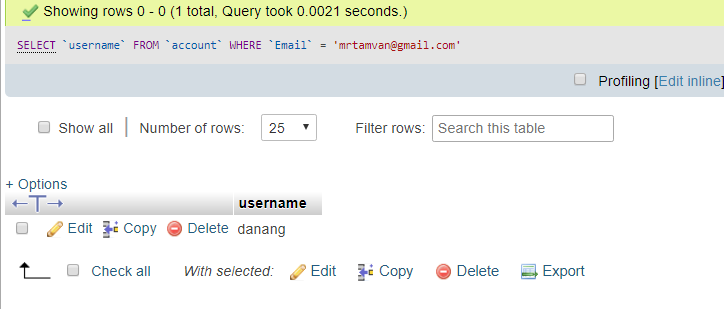 Showing rows 0 - 0 (1 total, Query took 0.0021 seconds.)
SELECT `username` FROM `account` WHERE `Email` = 'mrtamvan@gmail.com'
Profiling [Edit inline]
Show all Number of rows: 25 Filter rows: Search this table
+ Options
username
Edit Copy Delete danang
Check all With selected: Edit Copy Delete Export